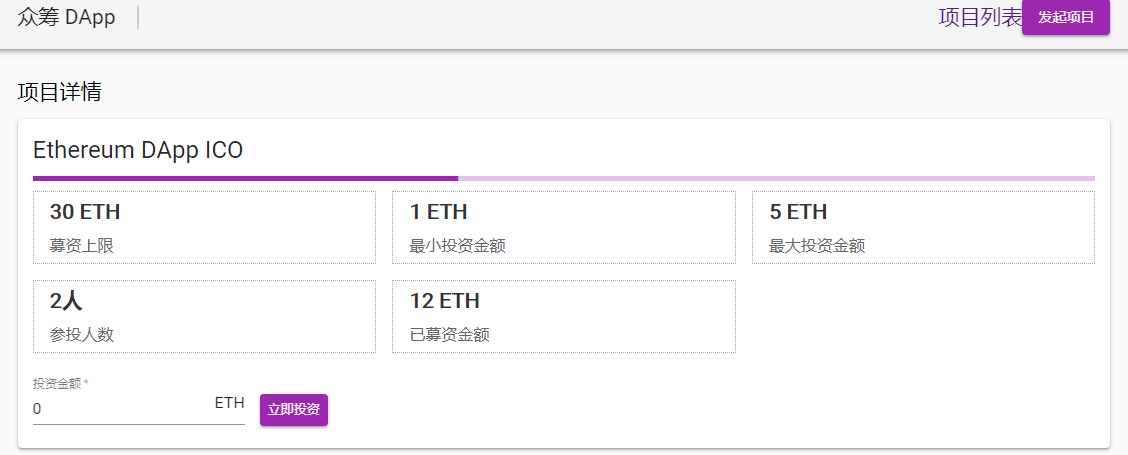 众筹 DApp
项目列表 发起项目
项目详情
Ethereum DApp ICO
30 ETH
募资上限
1 ETH
最小投资金额
5 ETH
最大投资金额
2人
参投人数
12 ETH
已募资金额
投资金额 *
0 ETH
立即投资